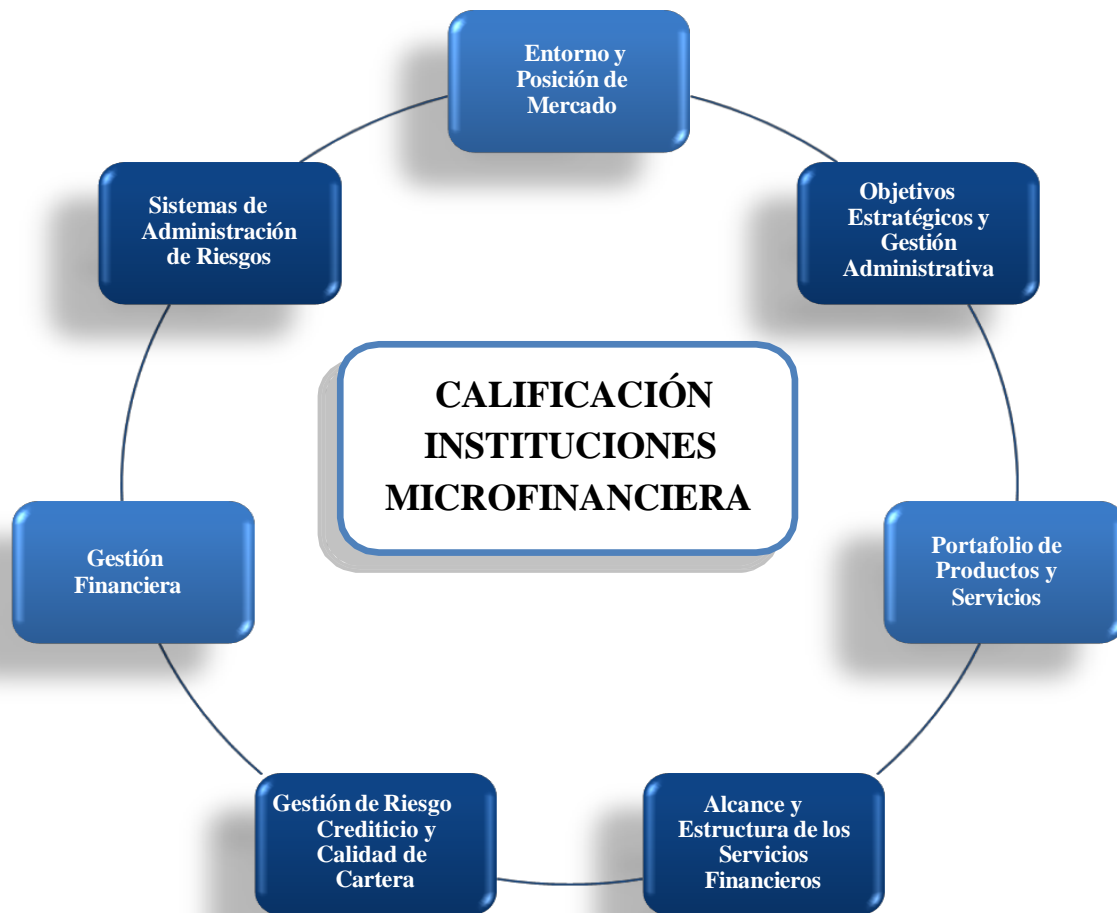 Entorno y
Posición de
Mercado
Objetivos
Estratégicos y
Gestión
Administrativa
Portafolio de
Productos y
Servicios
Alcance y
Estructura de los
Servicios
Financieros
Gestión de Riesgo
Crediticio y
Calidad de
Cartera
Gestión
Financiera
Sistemas de
Administración
de Riesgos
CALIFICACIÓN
INSTITUCIONES
MICROFINANCIERA